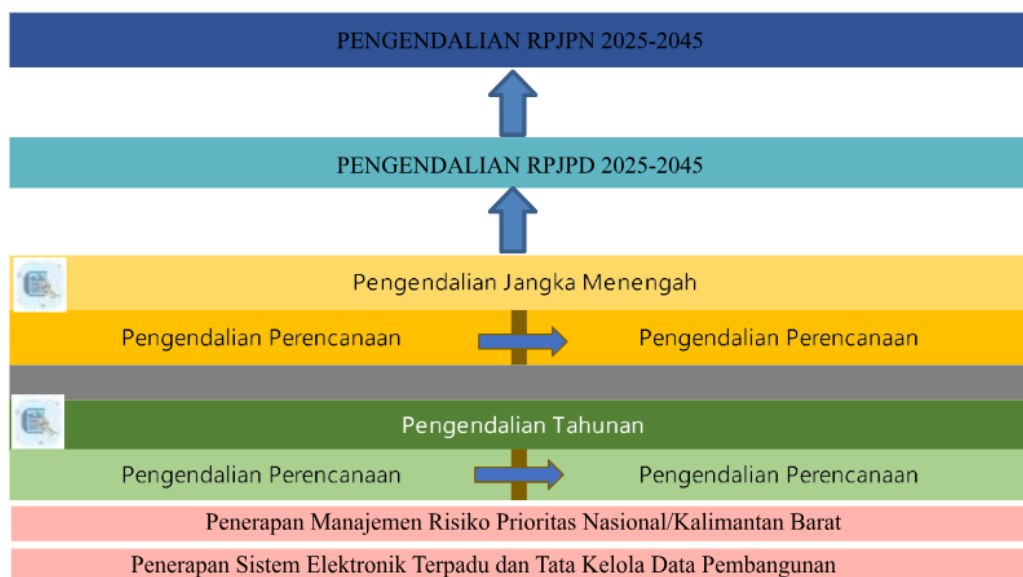 PENGENDALIAN RPJPN 2025-2045
PENGENDALIAN RPJPD 2025-2045
Pengendalian Jangka Menengah
Pengendalian Perencanaan
Pengendalian Perencanaan
Pengendalian Tahunan
Pengendalian Perencanaan
Pengendalian Perencanaan
Penerapan Manajemen Risiko Prioritas Nasional/Kalimantan Barat
Penerapan Sistem Elektronik Terpadu dan Tata Kelola Data Pembangunan